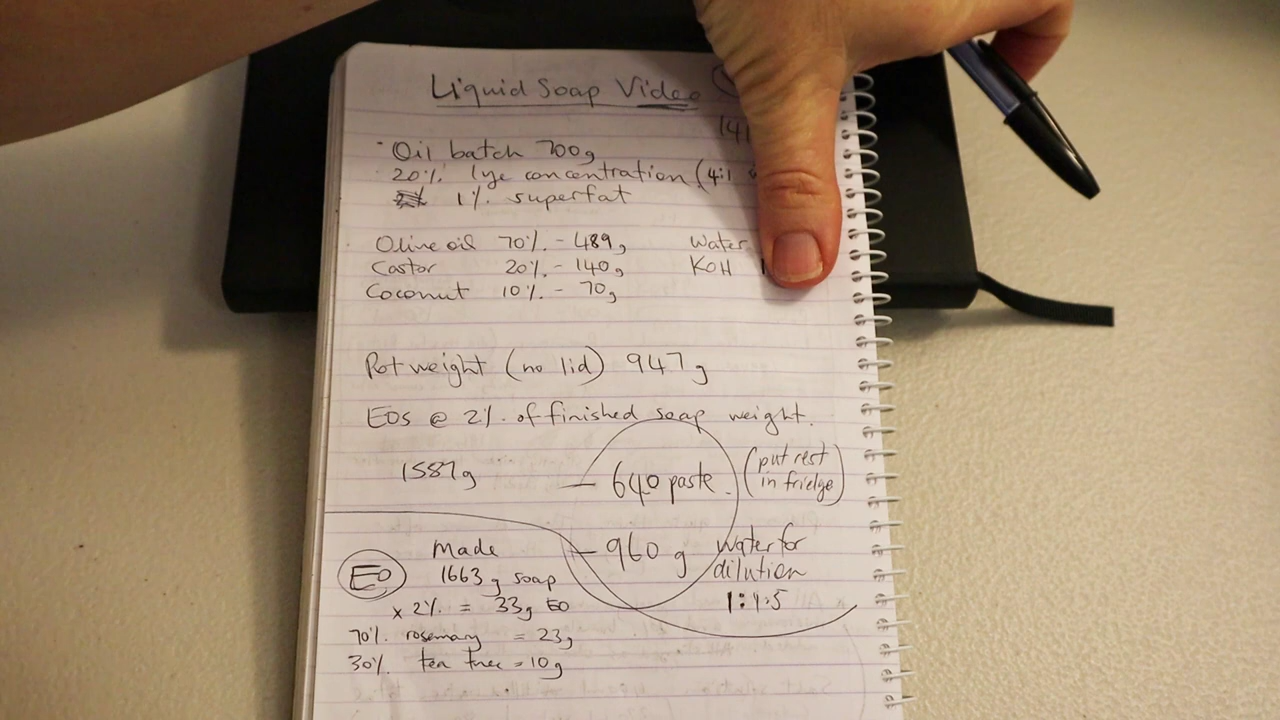 Liquid Soap Video
141
Oil batch 700g
20% lye concentration (4:1
1% superfat
Olive oil 70% - 489g Water
Castor 20% - 140g KOH
Coconut 10% - 70g
Pot weight (no lid) 947g
EOs @ 2% of finished soap weight.
1587g — 640 paste (put rest in fridge)
— 960 g Water for dilution
1:1.5
EO
Made
1663g soap
x 2% = 33g EO
70% rosemary = 23g
30% tea tree = 10g